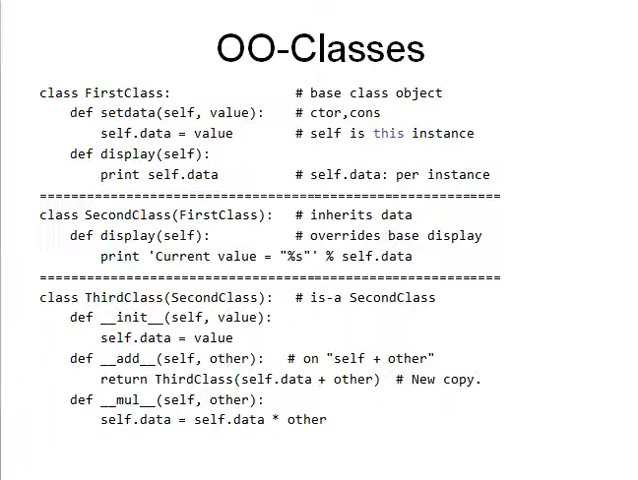 OO-Classes
class FirstClass: # base class object
def setdata(self, value): # ctor,cons
self.data = value # self is this instance
def display(self):
print self.data # self.data: per instance
===========================================================
class SecondClass(FirstClass): # inherits data
def display(self): # overrides base display
print 'Current value = "%s"' % self.data
===========================================================
class ThirdClass(SecondClass): # is-a SecondClass
def __init__(self, value):
self.data = value
def __add__(self, other): # on "self + other"
return ThirdClass(self.data + other) # New copy.
def __mul__(self, other):
self.data = self.data * other